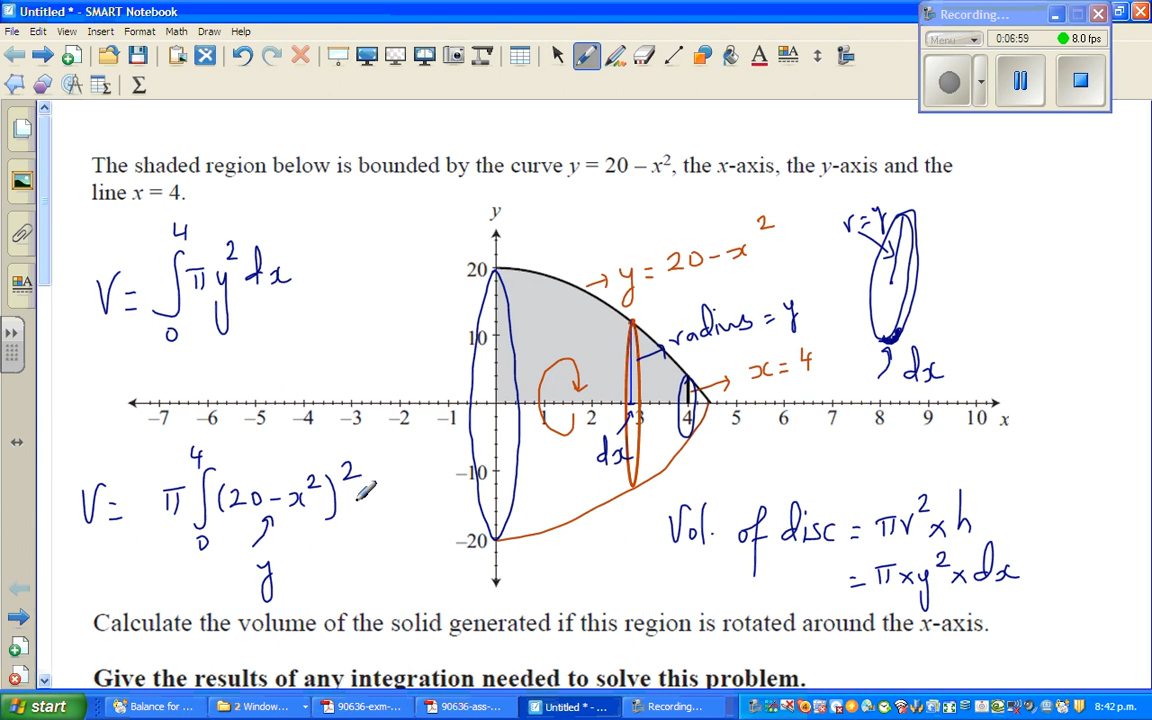 Untitled * - SMART Notebook
File Edit View Insert Format Math Draw Help
Recording...
Menu 0:06:59 8.0 fps
The shaded region below is bounded by the curve y = 20 – x², the x-axis, the y-axis and the
line x = 4.
V = ∫₀⁴ πy² dx
y
20
10
–10
–20
–7 –6 –5 –4 –3 –2 –1 1 2 3 4 5 6 7 8 9 10 x
→ y = 20 - x²
radius = y
→ x = 4
dx
r = y
dx
V = π ∫₀⁴ (20 - x²)²
y
Vol. of disc = πr² × h
= π × y² × dx
Calculate the volume of the solid generated if this region is rotated around the x-axis.
Give the results of any integration needed to solve this problem.
start Balance for ... 2 Window... 90636-exm-... 90636-ass-... Untitled * - ... Recording... 8:42 p.m.